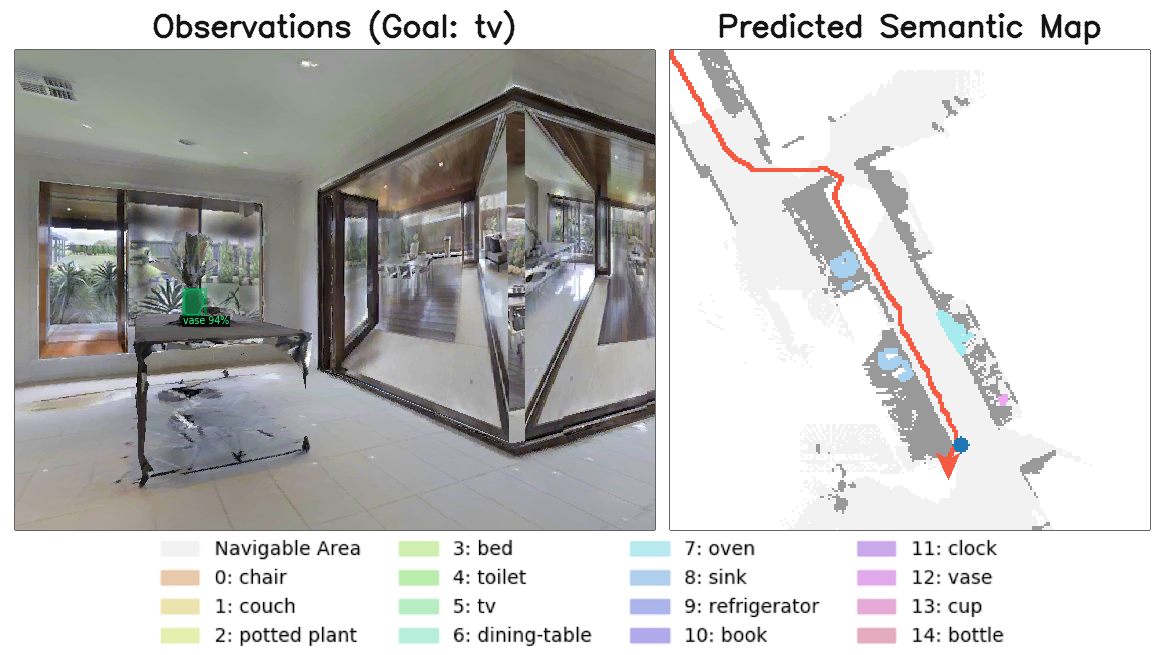 Observations (Goal: tv)
Predicted Semantic Map
vase 94%
Navigable Area
0: chair
1: couch
2: potted plant
3: bed
4: toilet
5: tv
6: dining-table
7: oven
8: sink
9: refrigerator
10: book
11: clock
12: vase
13: cup
14: bottle